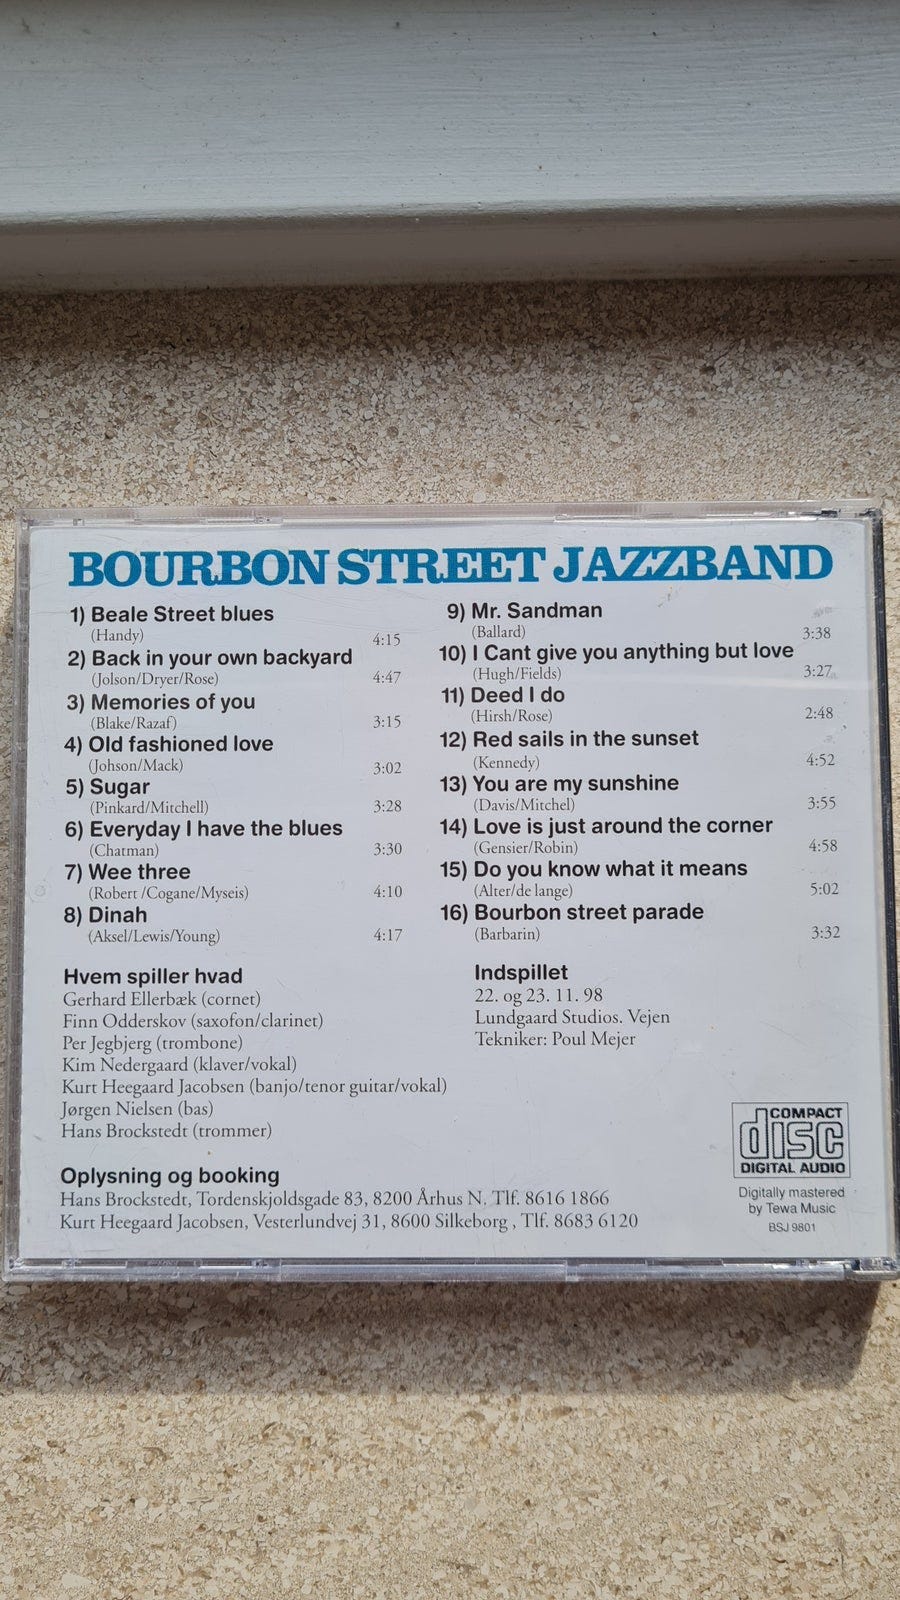 BOURBON STREET JAZZBAND
1) Beale Street blues
(Handy) 4:15
2) Back in your own backyard
(Jolson/Dryer/Rose) 4:47
3) Memories of you
(Blake/Razaf) 3:15
4) Old fashioned love
(Johson/Mack) 3:02
5) Sugar
(Pinkard/Mitchell) 3:28
6) Everyday I have the blues
(Chatman) 3:30
7) Wee three
(Robert /Cogane/Myseis) 4:10
8) Dinah
(Aksel/Lewis/Young) 4:17
9) Mr. Sandman
(Ballard) 3:38
10) I Cant give you anything but love
(Hugh/Fields) 3:27
11) Deed I do
(Hirsh/Rose) 2:48
12) Red sails in the sunset
(Kennedy) 4:52
13) You are my sunshine
(Davis/Mitchel) 3:55
14) Love is just around the corner
(Gensier/Robin) 4:58
15) Do you know what it means
(Alter/de lange) 5:02
16) Bourbon street parade
(Barbarin) 3:32
Hvem spiller hvad
Gerhard Ellerbæk (cornet)
Finn Odderskov (saxofon/clarinet)
Per Jegbjerg (trombone)
Kim Nedergaard (klaver/vokal)
Kurt Heegaard Jacobsen (banjo/tenor guitar/vokal)
Jørgen Nielsen (bas)
Hans Brockstedt (trommer)
Indspillet
22. og 23. 11. 98
Lundgaard Studios. Vejen
Tekniker: Poul Mejer
Oplysning og booking
Hans Brockstedt, Tordenskjoldsgade 83, 8200 Århus N. Tlf. 8616 1866
Kurt Heegaard Jacobsen, Vesterlundvej 31, 8600 Silkeborg , Tlf. 8683 6120
COMPACT
disc
DIGITAL AUDIO
Digitally mastered
by Tewa Music
BSJ 9801